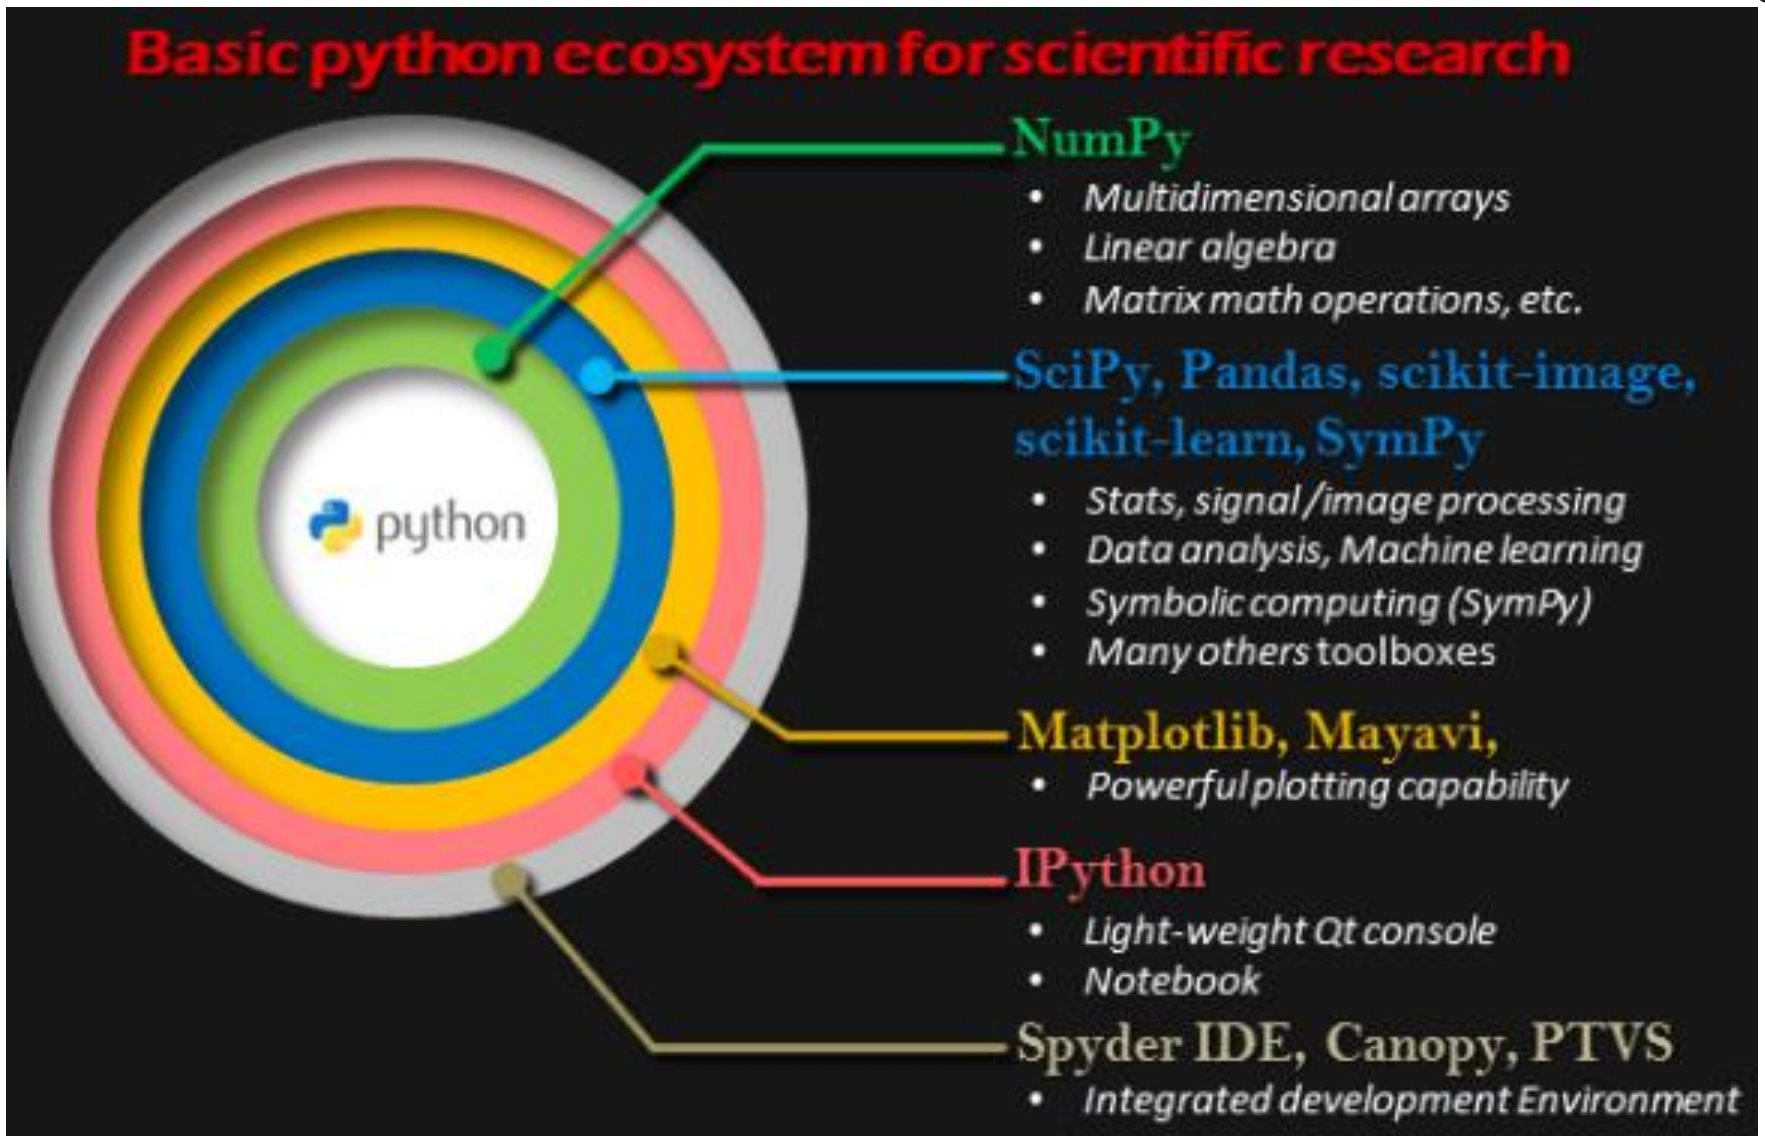 Basic python ecosystem for scientific research
NumPy
• Multidimensional arrays
• Linear algebra
• Matrix math operations, etc.
SciPy, Pandas, scikit-image,
scikit-learn, SymPy
• Stats, signal/image processing
• Data analysis, Machine learning
• Symbolic computing (SymPy)
• Many others toolboxes
python
Matplotlib, Mayavi,
• Powerful plotting capability
IPython
• Light-weight Qt console
• Notebook
Spyder IDE, Canopy, PTVS
• Integrated development Environment